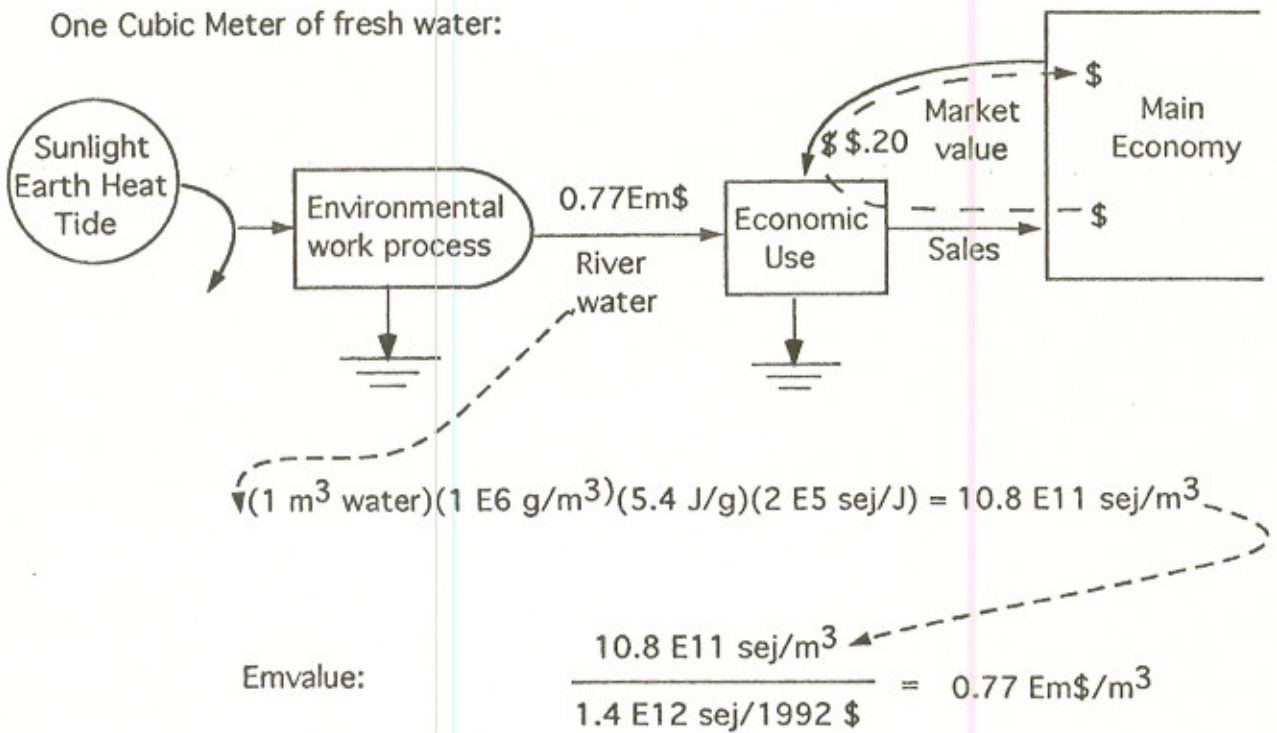 One Cubic Meter of fresh water:
Sunlight
Earth Heat
Tide
Environmental
work process
0.77Em$
River
water
Economic
Use
$ $.20
Market
value
Sales
$
$
Main
Economy
(1 m³ water)(1 E6 g/m³)(5.4 J/g)(2 E5 sej/J) = 10.8 E11 sej/m³
Emvalue:
10.8 E11 sej/m³
1.4 E12 sej/1992 $
= 0.77 Em$/m³